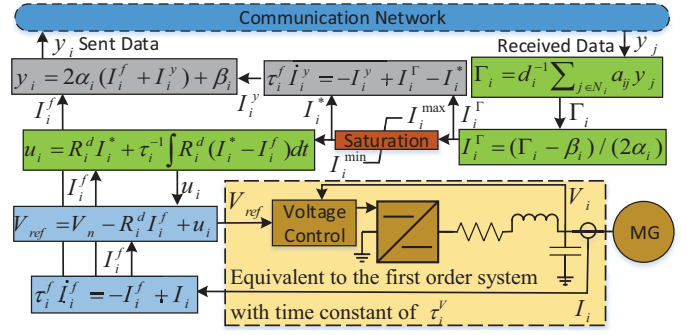 Communication Network
y_i Sent Data
Received Data y_j
y_i = 2α_i(I_i^f + I_i^y) + β_i
τ_i^f İ_i^y = −I_i^y + I_i^Γ − I_i^*
Γ_i = d_i^{-1} ∑_{j∈N_i} a_{ij} y_j
I_i^f
I_i^y
I_i^*
I_i^max
I_i^Γ
Γ_i
u_i = R_i^d I_i^* + τ_i^{-1} ∫ R_i^d (I_i^* − I_i^f)dt
Saturation
I_i^Γ = (Γ_i − β_i) / (2α_i)
I_i^min
I_i^f
u_i
V_ref = V_n − R_i^d I_i^f + u_i
V_ref
Voltage
Control
V_i
MG
I_i^f
τ_i^f İ_i^f = −I_i^f + I_i
Equivalent to the first order system
with time constant of τ_i^V
I_i